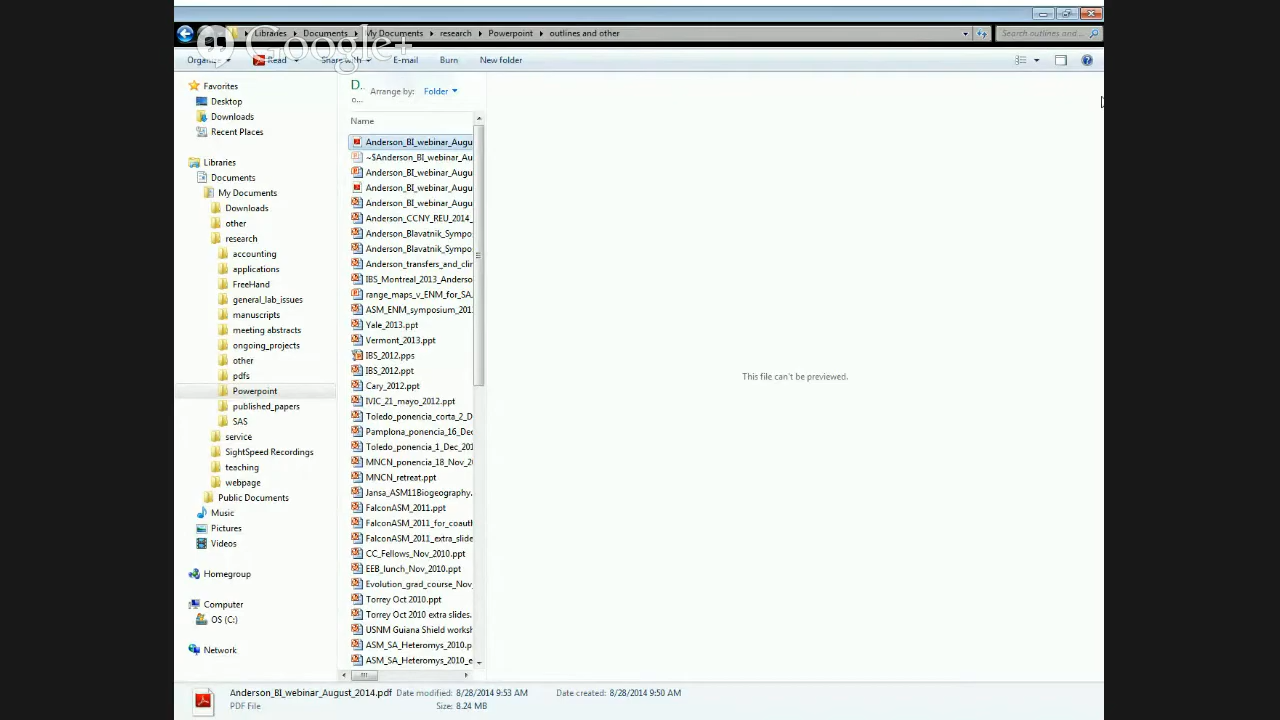 Libraries Documents My Documents research Powerpoint outlines and other
Search outlines and other
Google+
Read Share with E-mail Burn New folder
Favorites
Desktop
Downloads
Recent Places
Libraries
Documents
My Documents
Downloads
other
research
accounting
applications
FreeHand
general_lab_issues
manuscripts
meeting abstracts
ongoing_projects
other
pdfs
Powerpoint
published_papers
SAS
service
SightSpeed Recordings
teaching
webpage
Public Documents
Music
Pictures
Videos
Homegroup
Computer
OS (C:)
Network
D..
o...
Arrange by: Folder
Name
Anderson_BI_webinar_Augu
~$Anderson_BI_webinar_Au
Anderson_BI_webinar_Augu
Anderson_BI_webinar_Augu
Anderson_BI_webinar_Augu
Anderson_CCNY_REU_2014_
Anderson_Blavatnik_Sympo
Anderson_Blavatnik_Sympo
Anderson_transfers_and_clir
IBS_Montreal_2013_Anderso
range_maps_v_ENM_for_SA.
ASM_ENM_symposium_201
Yale_2013.ppt
Vermont_2013.ppt
IBS_2012.pps
IBS_2012.ppt
Cary_2012.ppt
IVIC_21_mayo_2012.ppt
Toledo_ponencia_corta_2_D
Pamplona_ponencia_16_Dec
Toledo_ponencia_1_Dec_201
MNCN_ponencia_18_Nov_20
MNCN_retreat.ppt
Jansa_ASM11Biogeography.
FalconASM_2011.ppt
FalconASM_2011_for_coauth
FalconASM_2011_extra_slide
CC_Fellows_Nov_2010.ppt
EEB_lunch_Nov_2010.ppt
Evolution_grad_course_Nov_
Torrey Oct 2010.ppt
Torrey Oct 2010 extra slides.
USNM Guiana Shield worksh
ASM_SA_Heteromys_2010.p
ASM_SA_Heteromys_2010_e
This file can't be previewed.
Anderson_BI_webinar_August_2014.pdf Date modified: 8/28/2014 9:53 AM Date created: 8/28/2014 9:50 AM
PDF File Size: 8.24 MB